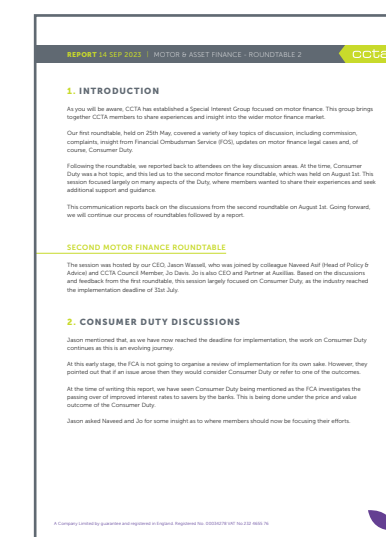 REPORT 14 SEP 2023 | MOTOR & ASSET FINANCE - ROUNDTABLE 2
ccta
1. INTRODUCTION
As you will be aware, CCTA has established a Special Interest Group focused on motor finance. This group brings
together CCTA members to share experiences and insight into the wider motor finance market.
Our first roundtable, held on 25th May, covered a variety of key topics of discussion, including commission,
complaints, insight from Financial Ombudsman Service (FOS), updates on motor finance legal cases and, of
course, Consumer Duty.
Following the roundtable, we reported back to attendees on the key discussion areas. At the time, Consumer
Duty was a hot topic, and this led us to the second motor finance roundtable, which was held on August 1st. This
session focused largely on many aspects of the Duty, where members wanted to share their experiences and seek
additional support and guidance.
This communication reports back on the discussions from the second roundtable on August 1st. Going forward,
we will continue our process of roundtables followed by a report.
SECOND MOTOR FINANCE ROUNDTABLE
The session was hosted by our CEO, Jason Wassell, who was joined by colleague Naveed Asif (Head of Policy &
Advice) and CCTA Council Member, Jo Davis. Jo is also CEO and Partner at Auxillias. Based on the discussions
and feedback from the first roundtable, this session largely focused on Consumer Duty, as the industry reached
the implementation deadline of 31st July.
2. CONSUMER DUTY DISCUSSIONS
Jason mentioned that, as we have now reached the deadline for implementation, the work on Consumer Duty
continues as this is an evolving journey.
At this early stage, the FCA is not going to organise a review of implementation for its own sake. However, they
pointed out that if an issue arose then they would consider Consumer Duty or refer to one of the outcomes.
At the time of writing this report, we have seen Consumer Duty being mentioned as the FCA investigates the
passing over of improved interest rates to savers by the banks. This is being done under the price and value
outcome of the Consumer Duty.
Jason asked Naveed and Jo for some insight as to where members should now be focusing their efforts.
A Company Limited by guarantee and registered in England. Registered No. VAT No.